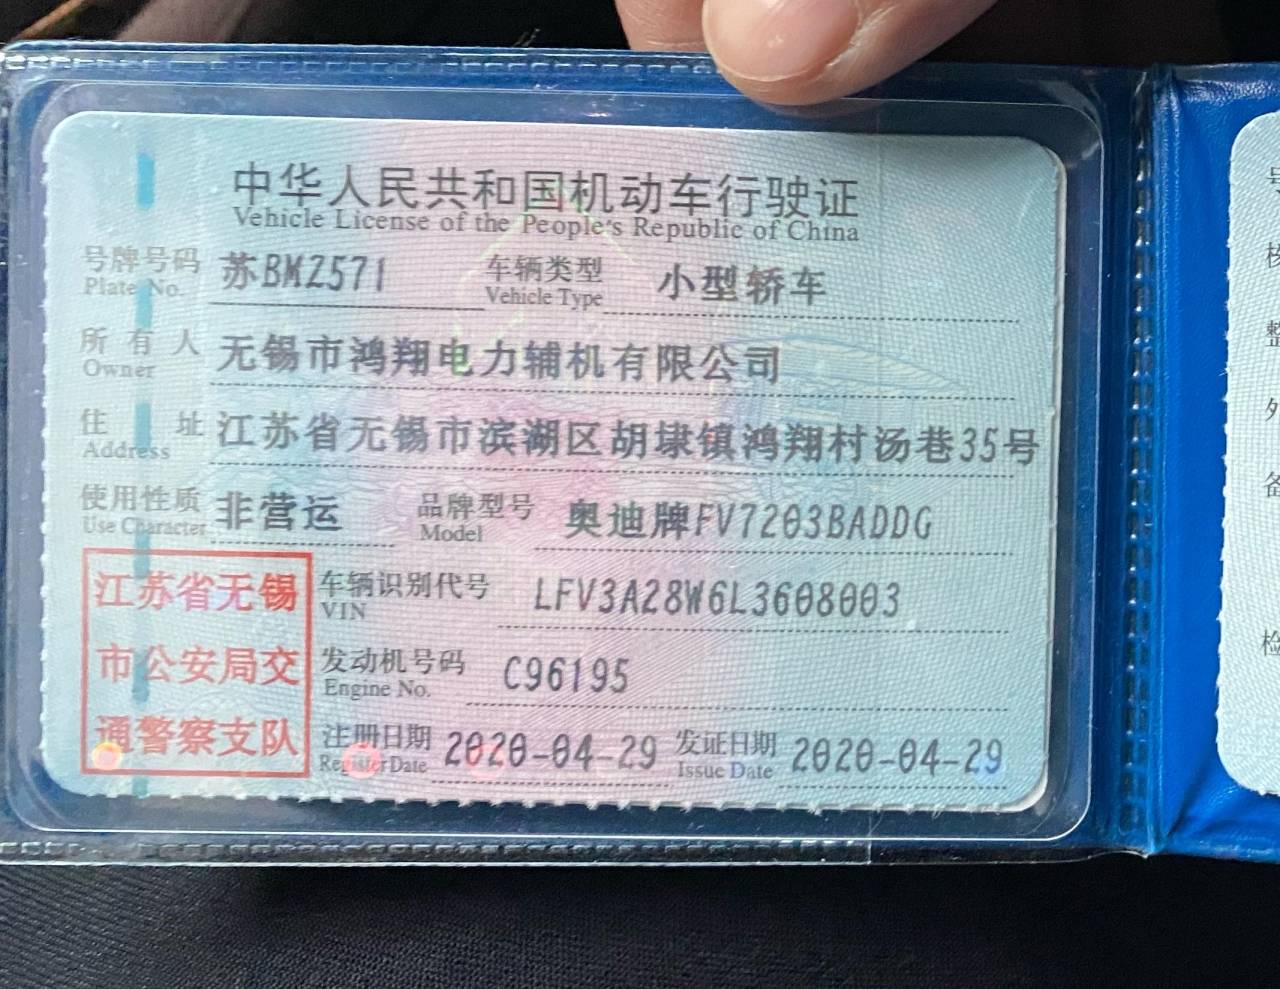 中华人民共和国机动车行驶证
Vehicle License of the People's Republic of China
号牌号码 苏BM2571 车辆类型 小型轿车
Plate No. Vehicle Type
所有人 无锡市鸿翔电力辅机有限公司
Owner
住址 江苏省无锡市滨湖区胡埭镇鸿翔村汤巷35号
Address
使用性质 非营运 品牌型号 奥迪牌FV7203BADDG
Use Character Model
江苏省无锡
市公安局交
通警察支队
车辆识别代号 LFV3A28W6L3608003
VIN
发动机号码 C96195
Engine No.
注册日期 2020-04-29 发证日期 2020-04-29
Register Date Issue Date
号
整
备
检